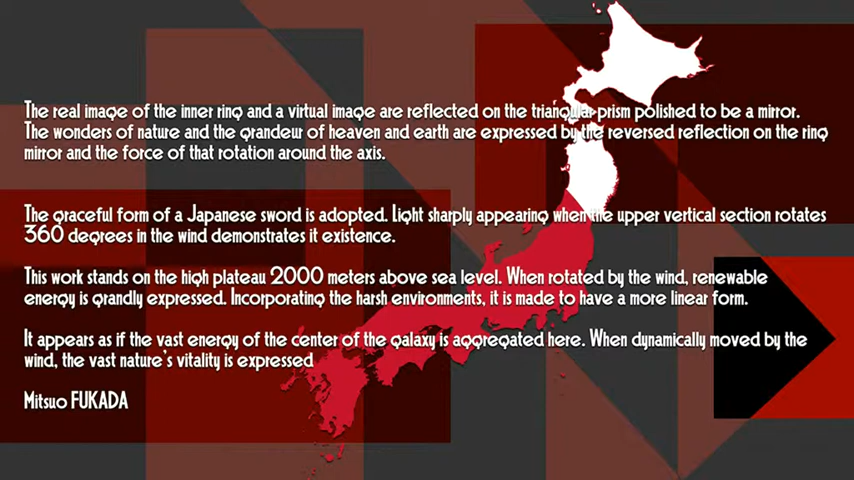 The real image of the inner ring and a virtual image are reflected on the triangular prism polished to be a mirror.
The wonders of nature and the grandeur of heaven and earth are expressed by the reversed reflection on the ring
mirror and the force of that rotation around the axis.
The graceful form of a Japanese sword is adopted. Light sharply appearing when the upper vertical section rotates
360 degrees in the wind demonstrates it existence.
This work stands on the high plateau 2000 meters above sea level. When rotated by the wind, renewable
energy is grandly expressed. Incorporating the harsh environments, it is made to have a more linear form.
It appears as if the vast energy of the center of the galaxy is aggregated here. When dynamically moved by the
wind, the vast nature's vitality is expressed
Mitsuo FUKADA